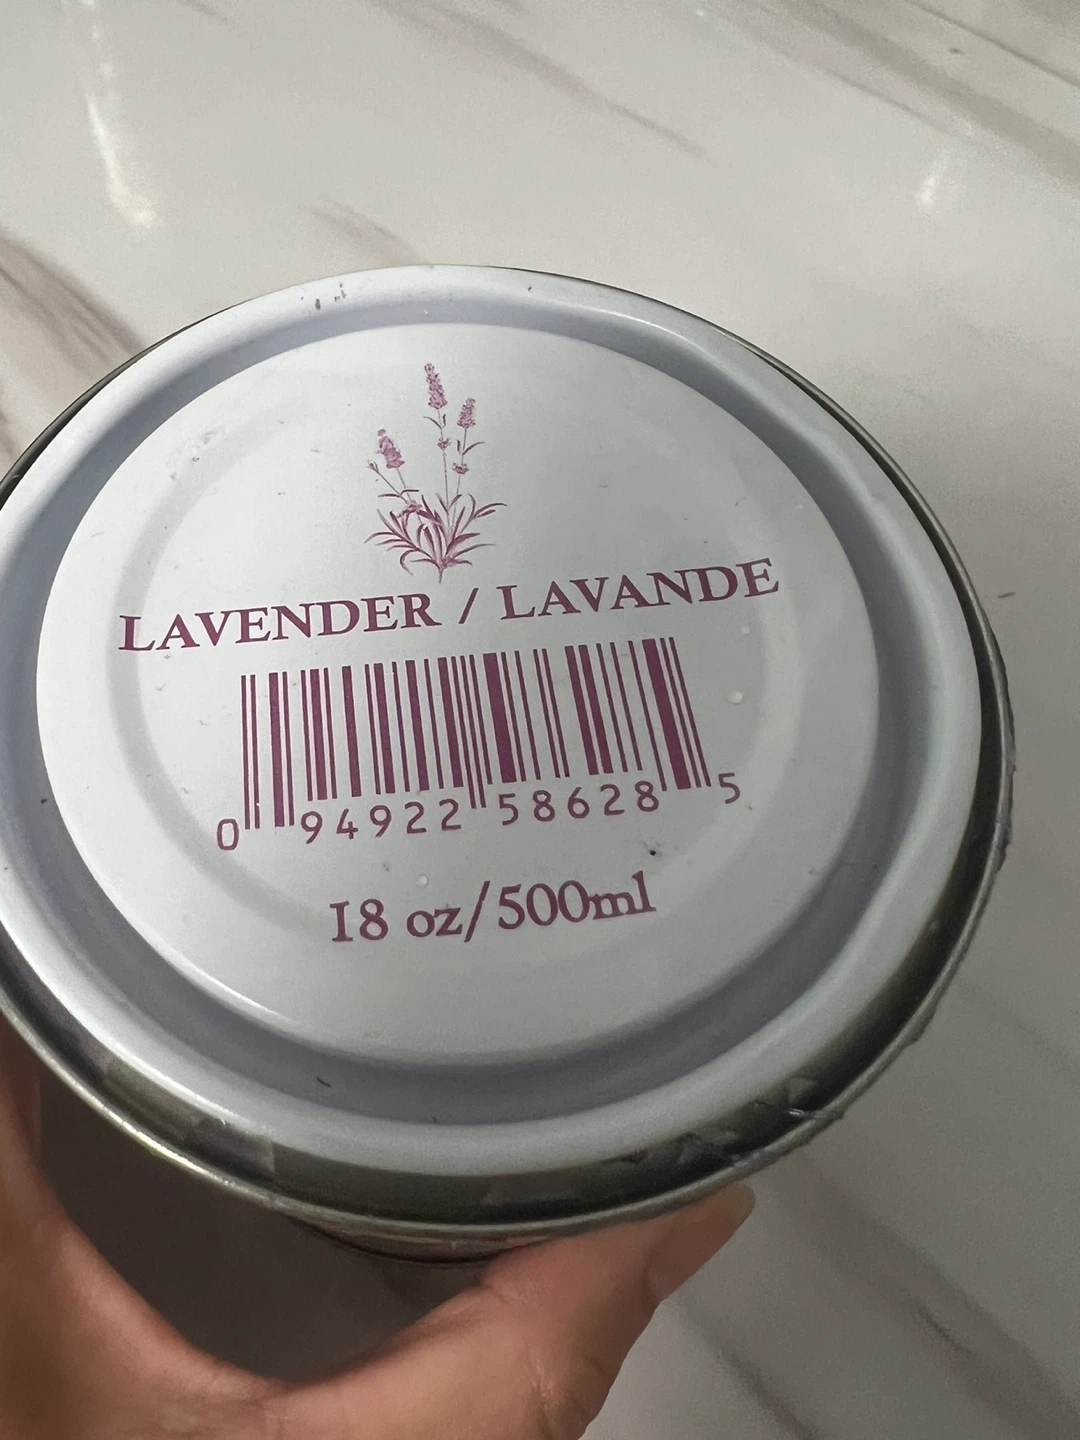 LAVENDER / LAVANDE
0 94922 58628 5
18 oz/500ml